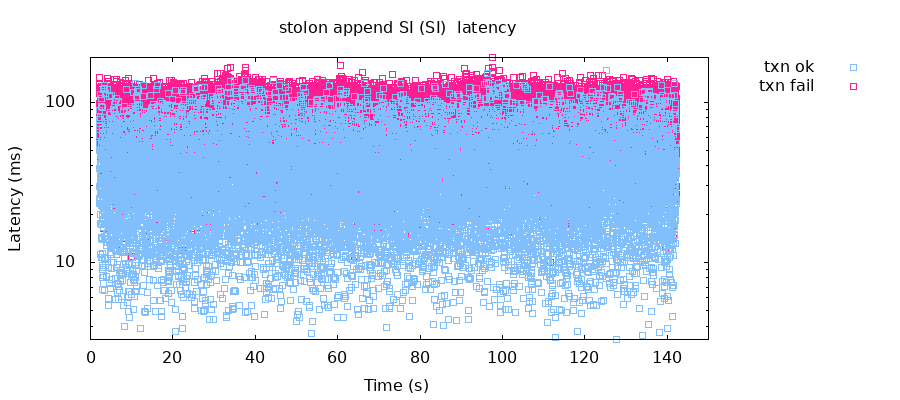 stolon append SI (SI)  latency
txn ok
txn fail
Latency (ms)
100
10
0 20 40 60 80 100 120 140
Time (s)